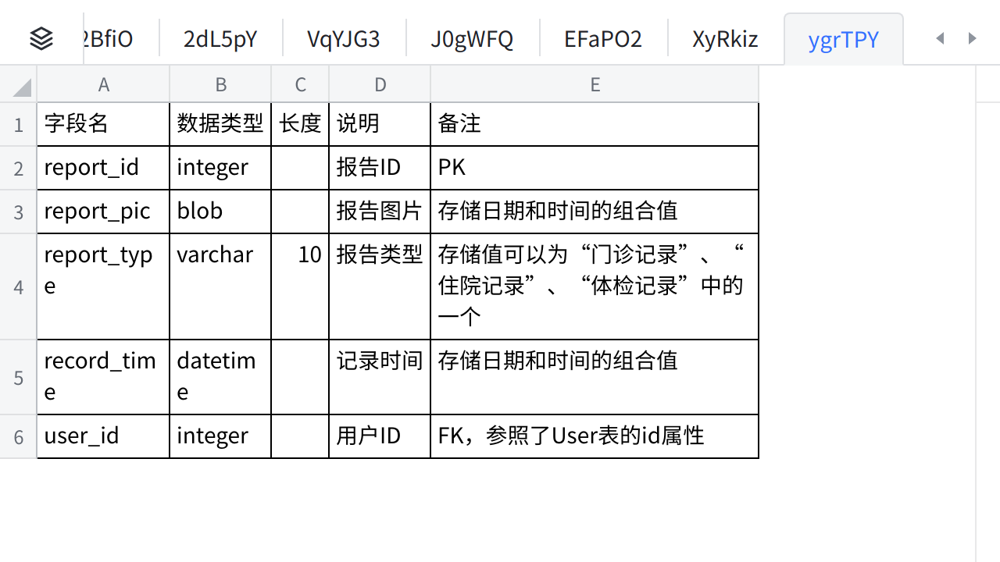 2BfiO 2dL5pY VqYJG3 J0gWFQ EFaPO2 XyRkiz ygrTPY
A B C D E
1 字段名 数据类型 长度 说明 备注
2 report_id integer 报告ID PK
3 report_pic blob 报告图片 存储日期和时间的组合值
4 report_typ varchar 10 报告类型 存储值可以为“门诊记录”、“
e 住院记录”、“体检记录”中的
一个
5 record_tim datetim 记录时间 存储日期和时间的组合值
e e
6 user_id integer 用户ID FK，参照了User表的id属性